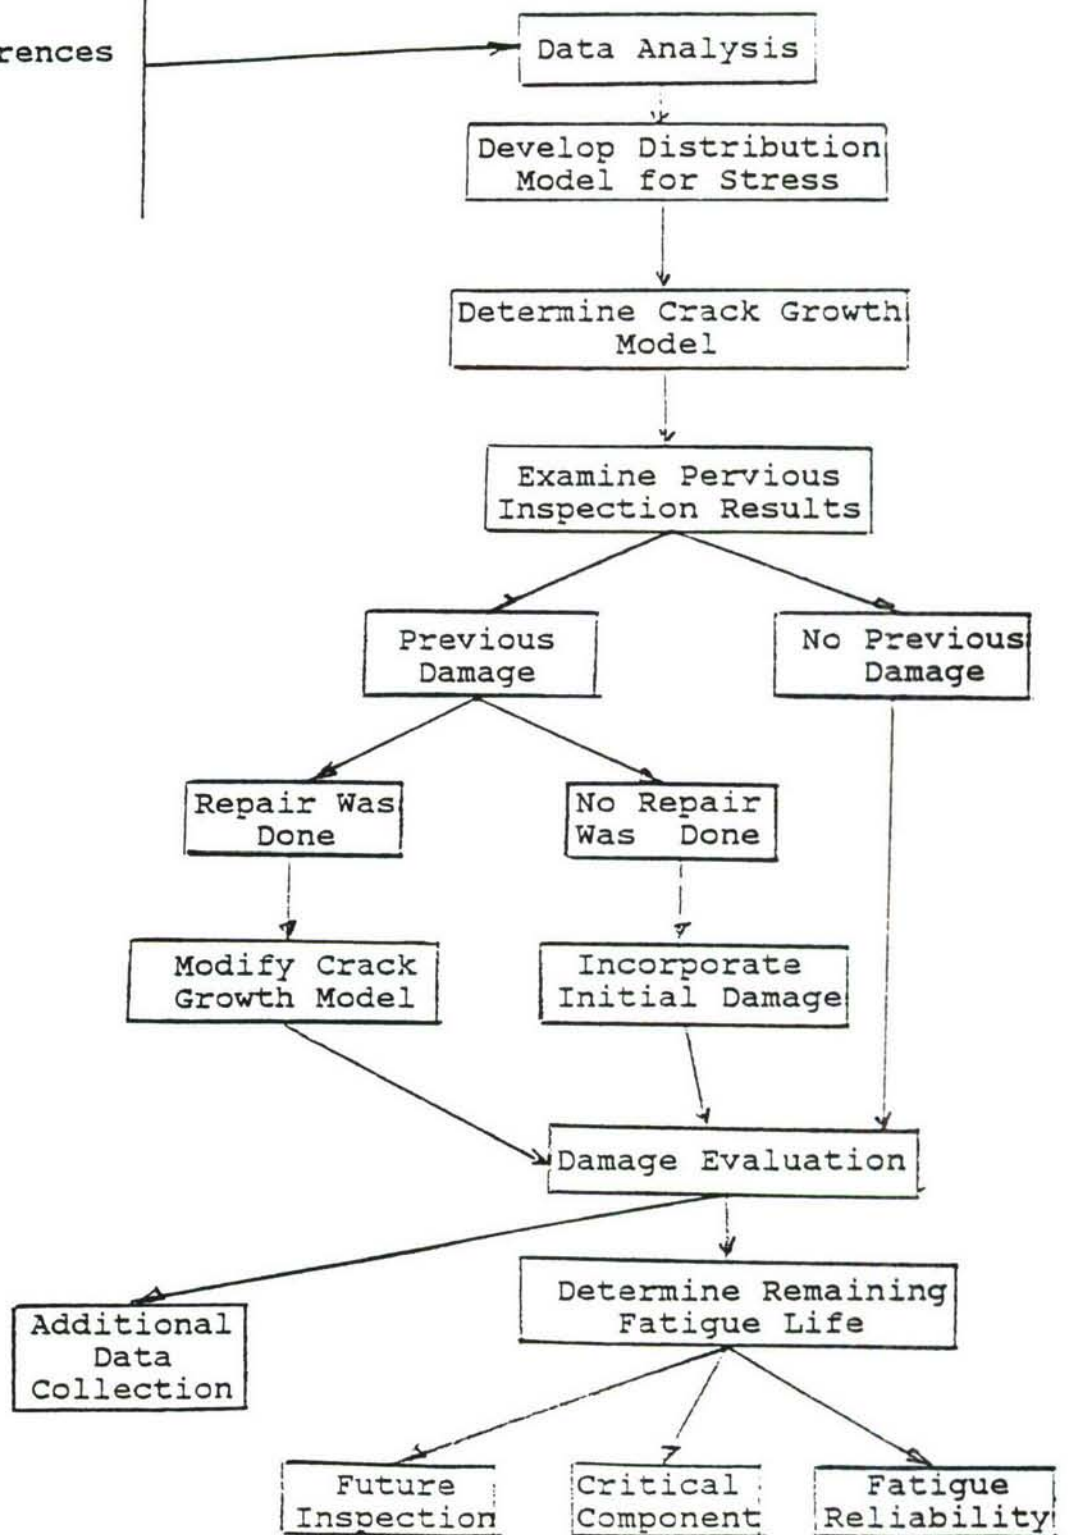 rences
Data Analysis
Develop Distribution
Model for Stress
Determine Crack Growth
Model
Examine Pervious
Inspection Results
Previous
Damage
No Previous
Damage
Repair Was
Done
No Repair
Was Done
Modify Crack
Growth Model
Incorporate
Initial Damage
Damage Evaluation
Determine Remaining
Fatigue Life
Additional
Data
Collection
Future
Inspection
Critical
Component
Fatigue
Reliability